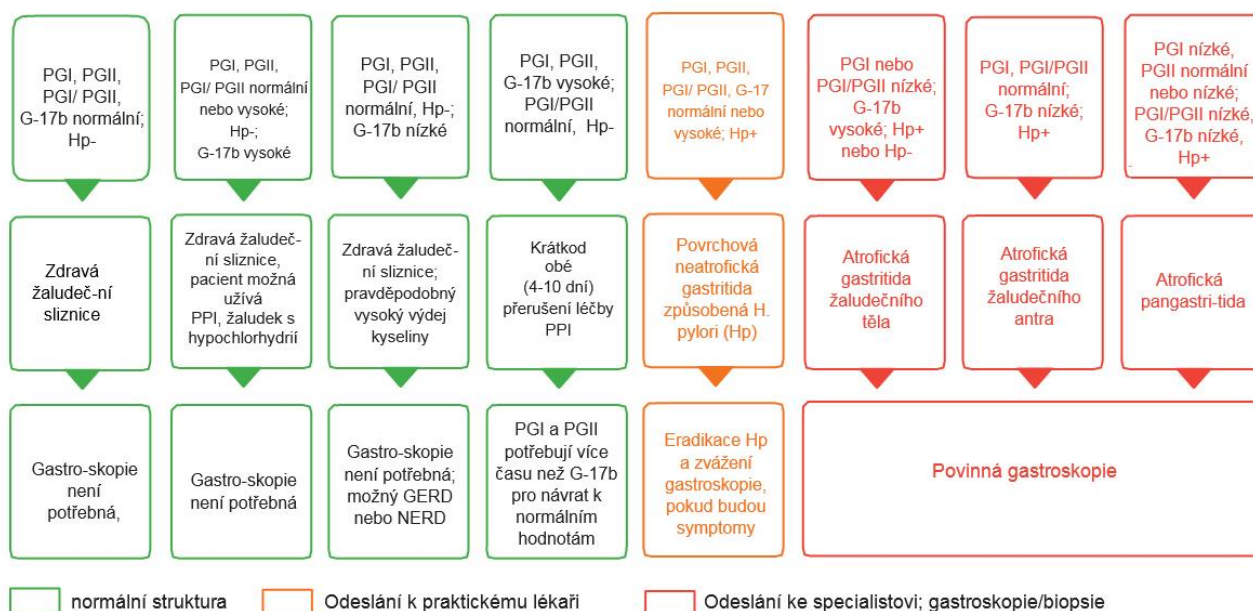 PGI, PGII,
PGI/ PGII,
G-17b normální;
Hp-
PGI, PGII,
PGI/ PGII normální
nebo vysoké;
Hp-;
G-17b vysoké
PGI, PGII,
PGI/ PGII
normální, Hp-;
G-17b nízké
PGI, PGII,
G-17b vysoké;
PGI/PGII
normální, Hp-
PGI, PGII,
PGI/ PGII, G-17
normální nebo
vysoké; Hp+
PGI nebo
PGI/PGII nízké;
G-17b
vysoké; Hp+
nebo Hp-
PGI, PGI/PGII
normální;
G-17b nízké;
Hp+
PGI nízké,
PGII normální
nebo nízké;
PGI/PGII nízké,
G-17b nízké,
Hp+
Zdravá
žaludeč-ní
sliznice
Zdravá žaludeč-
ní sliznice,
pacient možná
užívá
PPI, žaludek s
hypochlorhydrií
Zdravá žaludeč-
ní sliznice;
pravděpodobný
vysoký výdej
kyseliny
Krátkod
obé
(4-10 dní)
přerušení léčby
PPI
Povrchová
neatrofická
gastritida
způsobená H.
pylori (Hp)
Atrofická
gastritida
žaludečního
těla
Atrofická
gastritida
žaludečního
antra
Atrofická
pangastri-tida
Gastro-skopie
není
potřebná,
Gastro-skopie
není potřebná
Gastro-skopie
není potřebná;
možný GERD
nebo NERD
PGI a PGII
potřebují více
času než G-17b
pro návrat k
normálním
hodnotám
Eradikace Hp
a zvážení
gastroskopie,
pokud budou
symptomy
Povinná gastroskopie
normální struktura
Odeslání k praktickému lékaři
Odeslání ke specialistovi; gastroskopie/biopsie